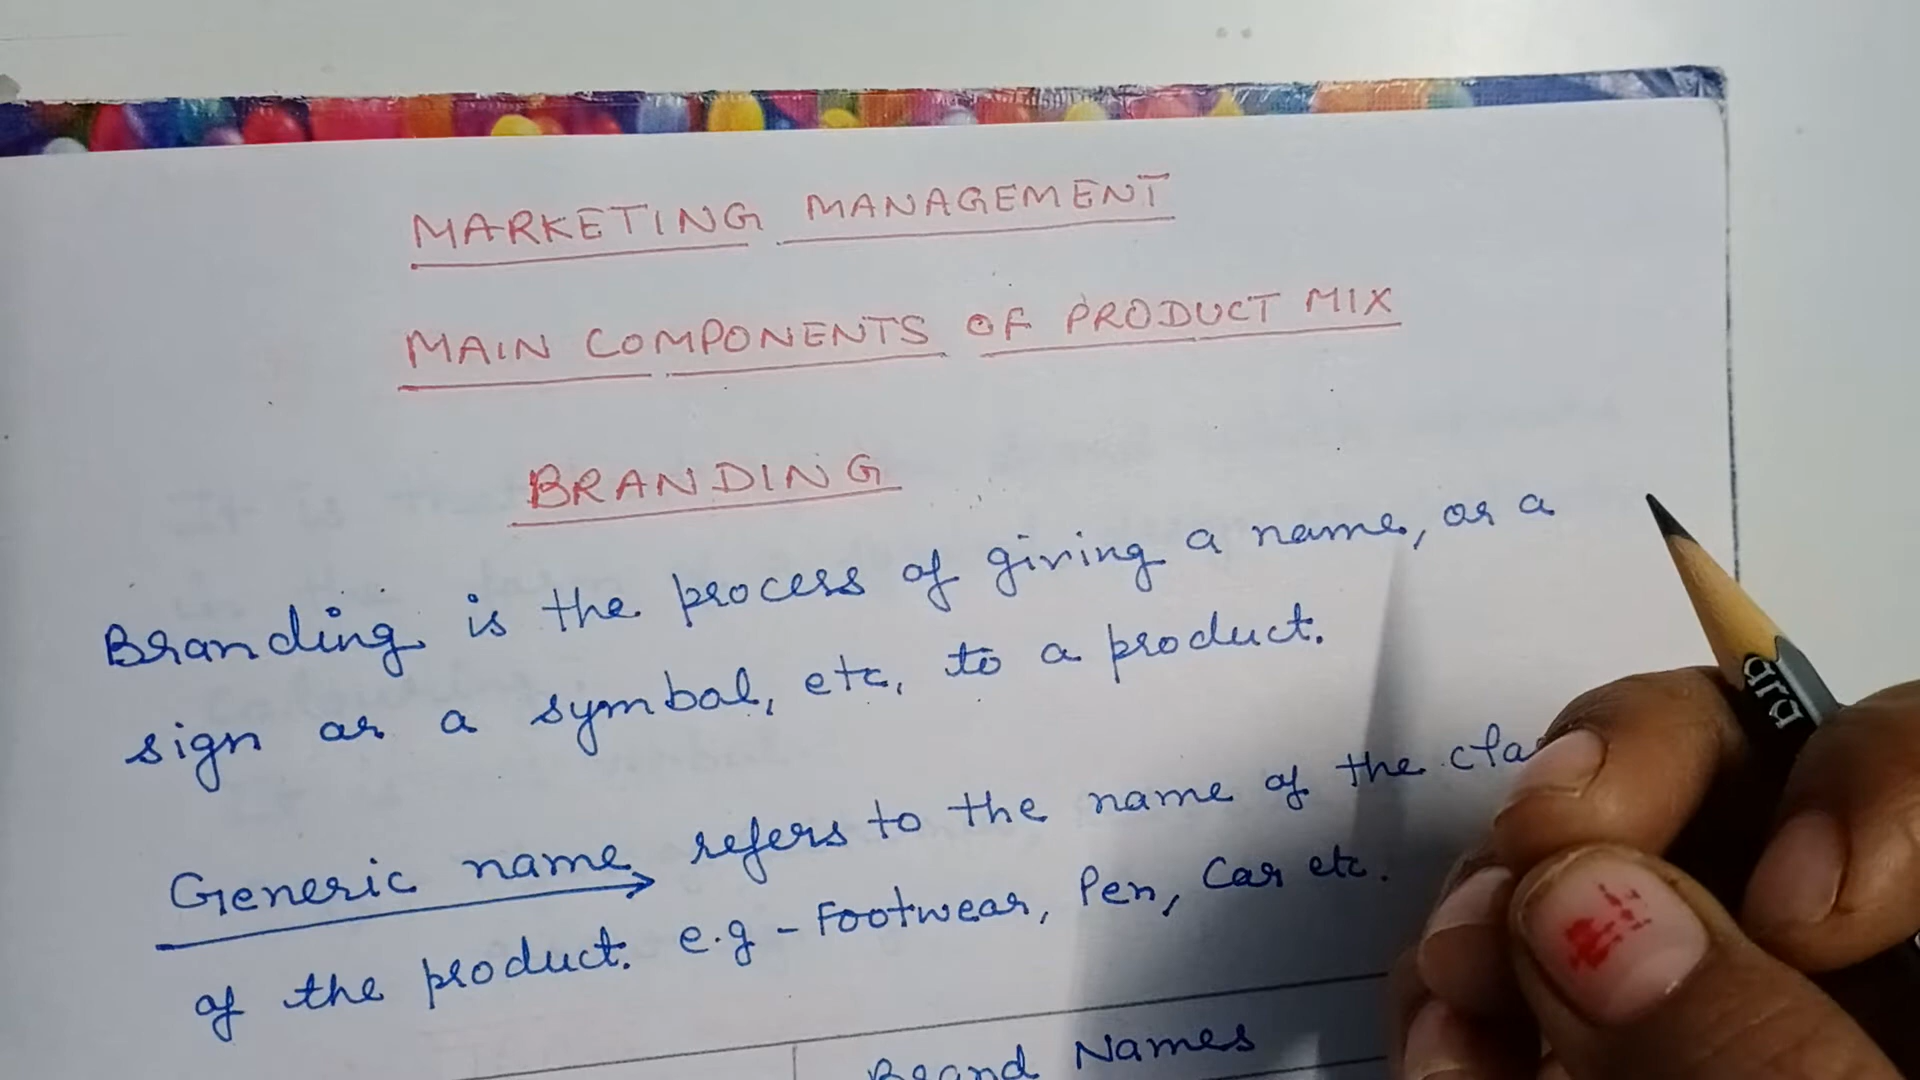 MARKETING MANAGEMENT
MAIN COMPONENTS OF PRODUCT MIX
BRANDING
Branding is the process of giving a name, or a
sign or a symbol, etc, to a product.
Generic name refers to the name of the
of the product. e.g - Footwear, Pen, Car etc.
Brand Names